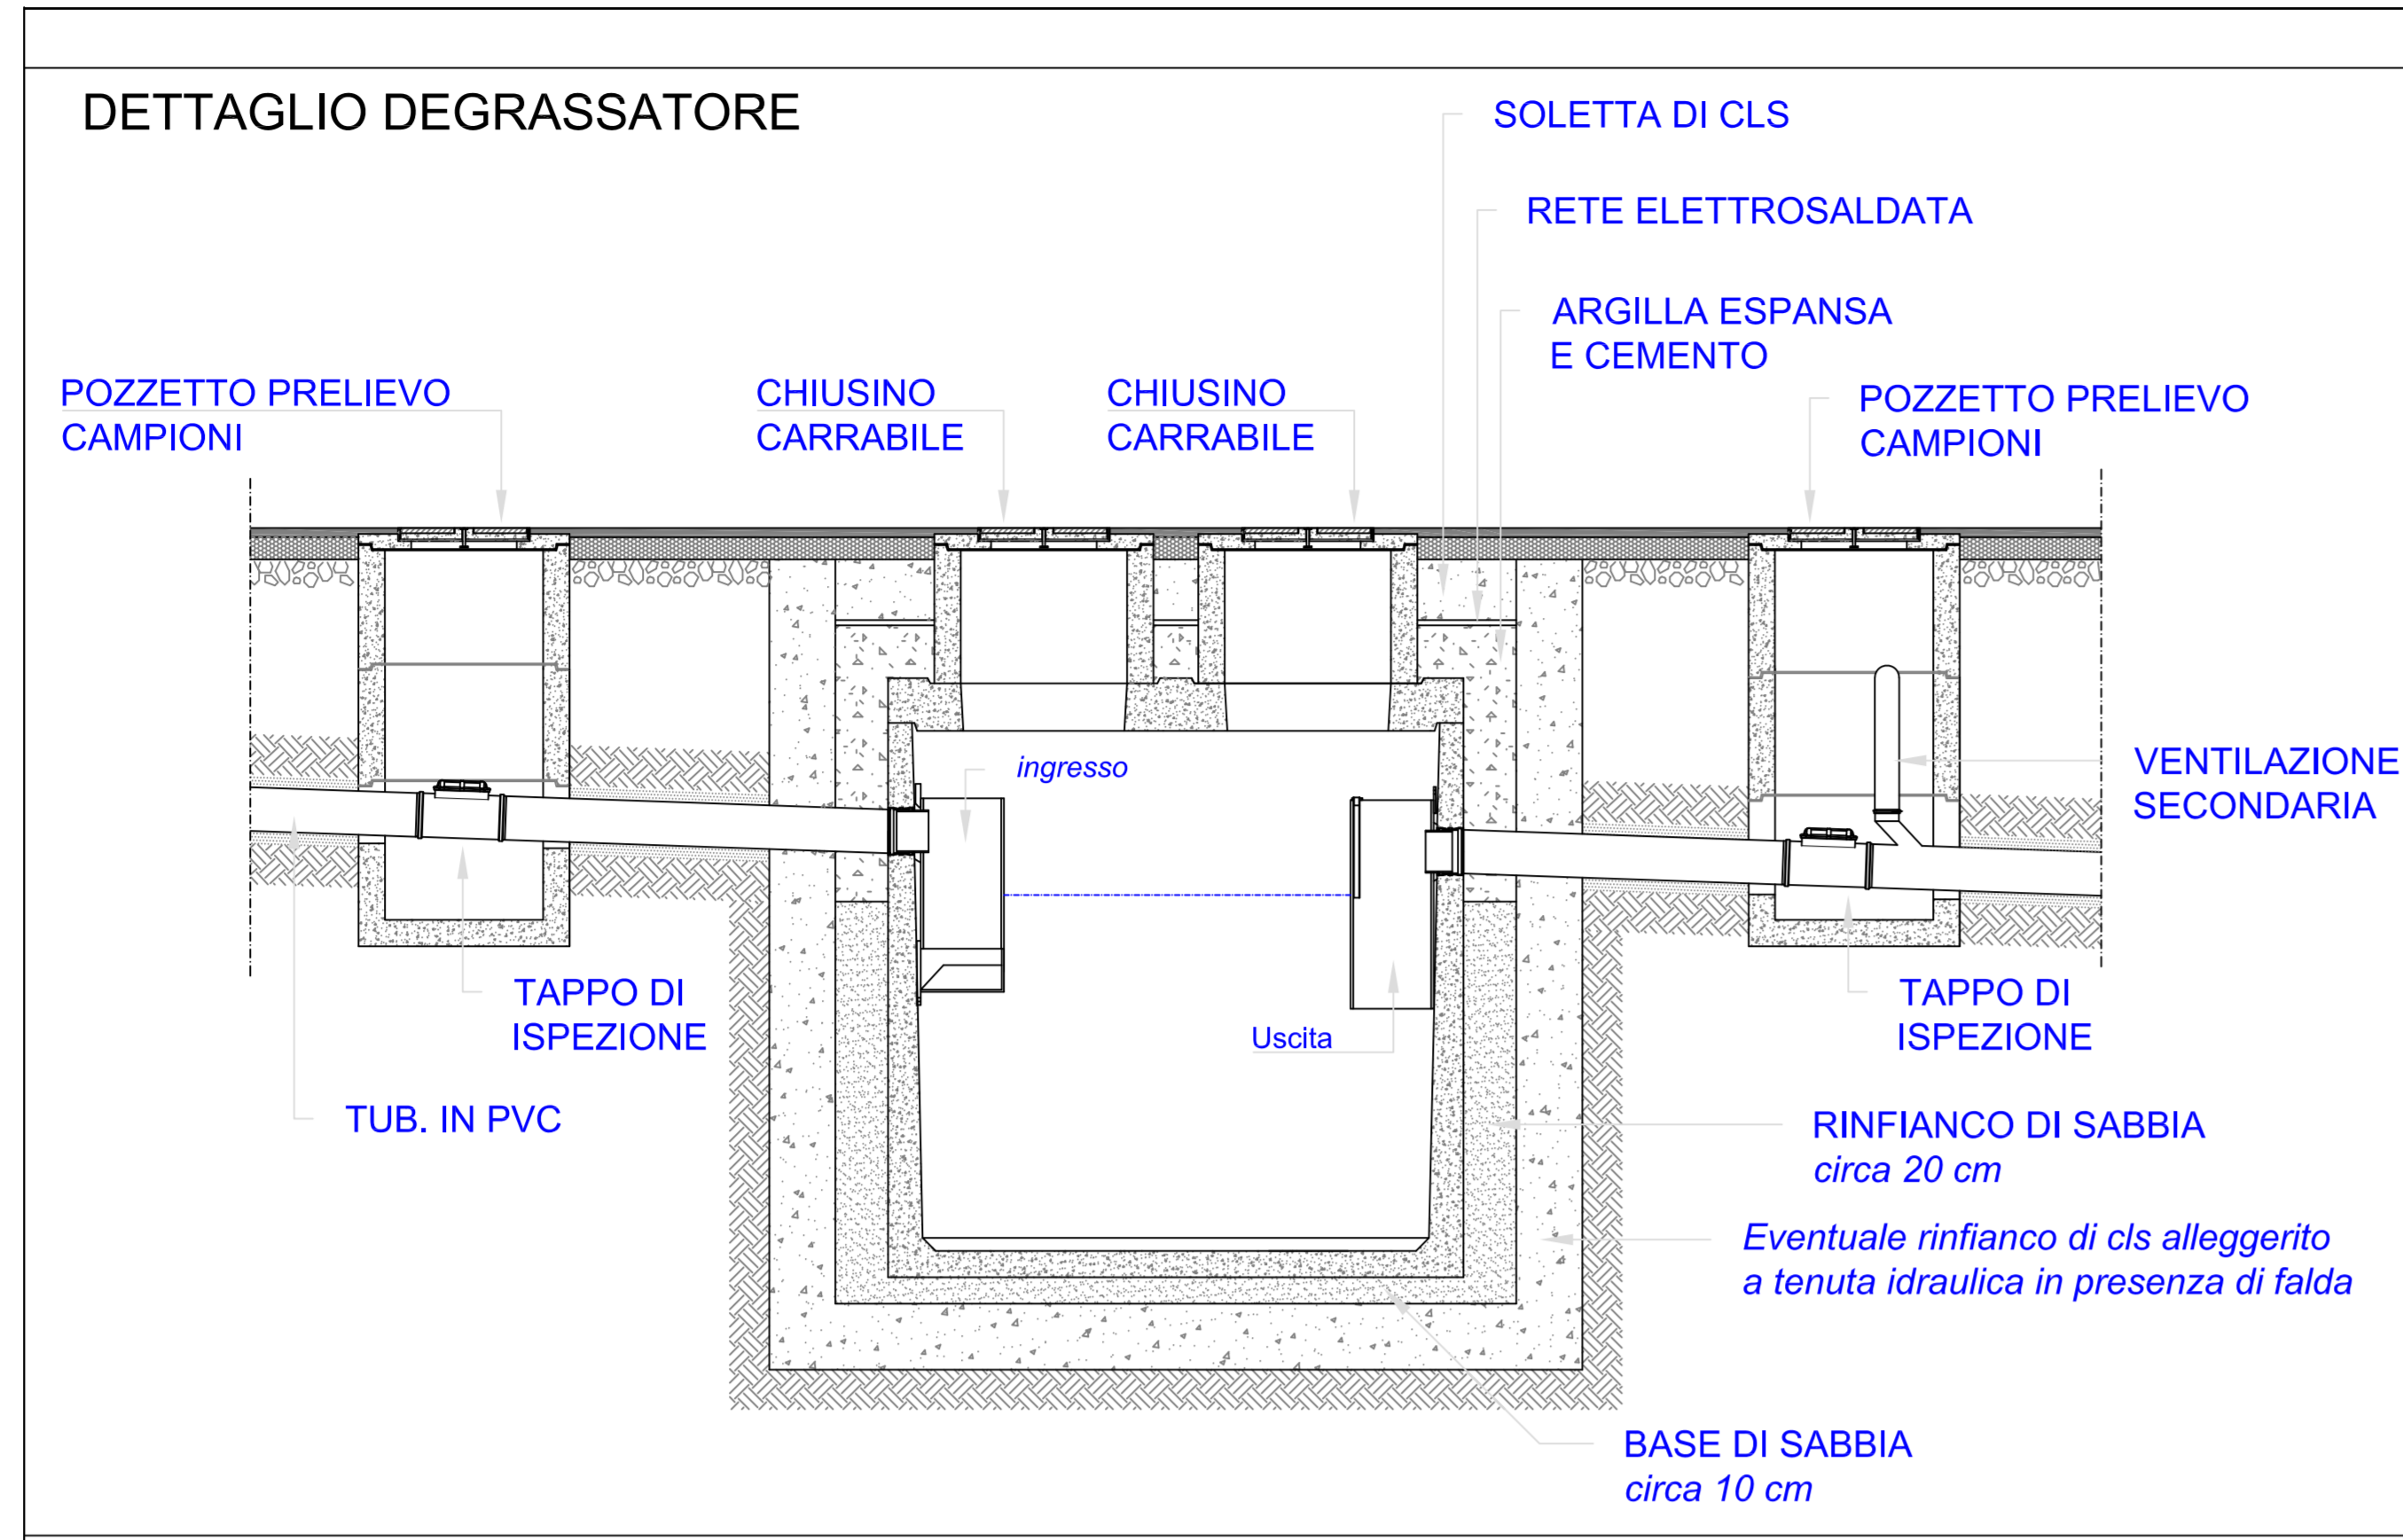 DETTAGLIO DEGRASSATORE
SOLETTA DI CLS
RETE ELETTROSALDATA
ARGILLA ESPANSA
E CEMENTO
POZZETTO PRELIEVO
CAMPIONI
CHIUSINO
CARRABILE
CHIUSINO
CARRABILE
POZZETTO PRELIEVO
CAMPIONI
ingresso
VENTILAZIONE
SECONDARIA
TAPPO DI
ISPEZIONE
Uscita
TAPPO DI
ISPEZIONE
TUB. IN PVC
RINFIANCO DI SABBIA
circa 20 cm
Eventuale rinfianco di cls alleggerito
a tenuta idraulica in presenza di falda
BASE DI SABBIA
circa 10 cm